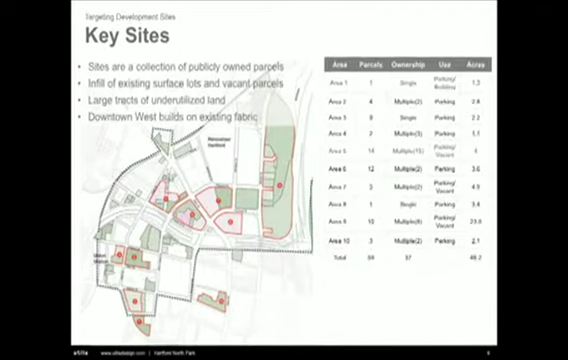 Targeting Development Sites
Key Sites
• Sites are a collection of publicly owned parcels
• Infill of existing surface lots and vacant parcels
• Large tracts of underutilized land
• Downtown West builds on existing fabric
Area Parcels Ownership Use Acres
Area 1 1 Single Parking/ Building 1.3
Area 2 4 Multiple(2) Parking 2.8
Area 3 Single Parking 2.2
Area 4 2 Multiple(3) Parking 1.1
Area 5 14 Parking/ Vacant
Area 6 12 Multiple(2) Parking 3.6
Area 7 3 Multiple(2) Parking/ Vacant 4.9
Area 8 1 Single Parking 3.4
Area 9 10 Parking/ Vacant
Area 10 3 Multiple(2) Parking 2.1
Total 37
Hartford North Park